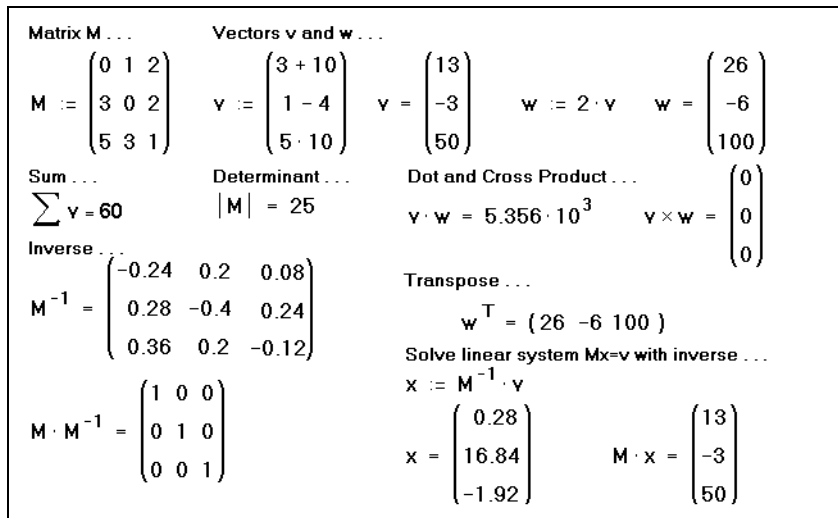 Matrix M . . . Vectors v and w . . .
M := (0 1 2
3 0 2
5 3 1)
v := (3 + 10
1 − 4
5 · 10)
v = (13
−3
50)
w := 2 · v
w = (26
−6
100)
Sum . . . Determinant . . . Dot and Cross Product . . .
∑ v = 60 |M| = 25 v · w = 5.356 · 10^3
v × w = (0
0
0)
Inverse . . .
M^−1 = (−0.24 0.2 0.08
0.28 −0.4 0.24
0.36 0.2 −0.12)
Transpose . . .
w^T = (26 −6 100)
M · M^−1 = (1 0 0
0 1 0
0 0 1)
Solve linear system Mx=v with inverse . . .
x := M^−1 · v
x = (0.28
16.84
−1.92)
M · x = (13
−3
50)